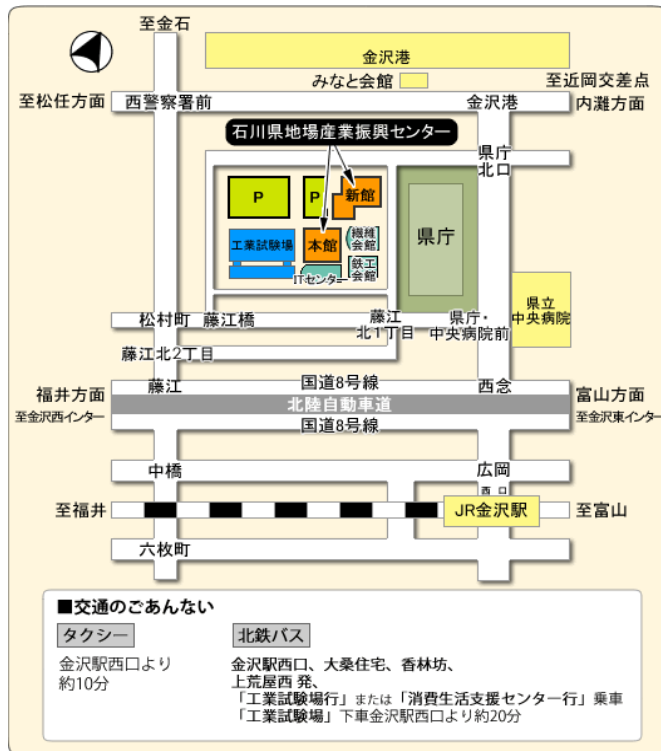 至金石
金沢港
みなと会館
至近岡交差点
至松任方面
西警察署前
金沢港
内灘方面
石川県地場産業振興センター
県庁
北口
P
P
新館
県庁
工業試験場
本館
繊維
会館
鉄工
会館
ITセンター
県立
中央病院
松村町
藤江橋
藤江
北1丁目
県庁・
中央病院前
藤江北2丁目
福井方面
藤江
国道8号線
西念
富山方面
至金沢西インター
北陸自動車道
至金沢東インター
国道8号線
中橋
広岡
西口
至福井
JR金沢駅
至富山
六枚町
■交通のごあんない
タクシー
金沢駅西口より
約10分
北鉄バス
金沢駅西口、大桑住宅、香林坊、
上荒屋西 発、
「工業試験場行」または「消費生活支援センター行」乗車
「工業試験場」下車金沢駅西口より約20分